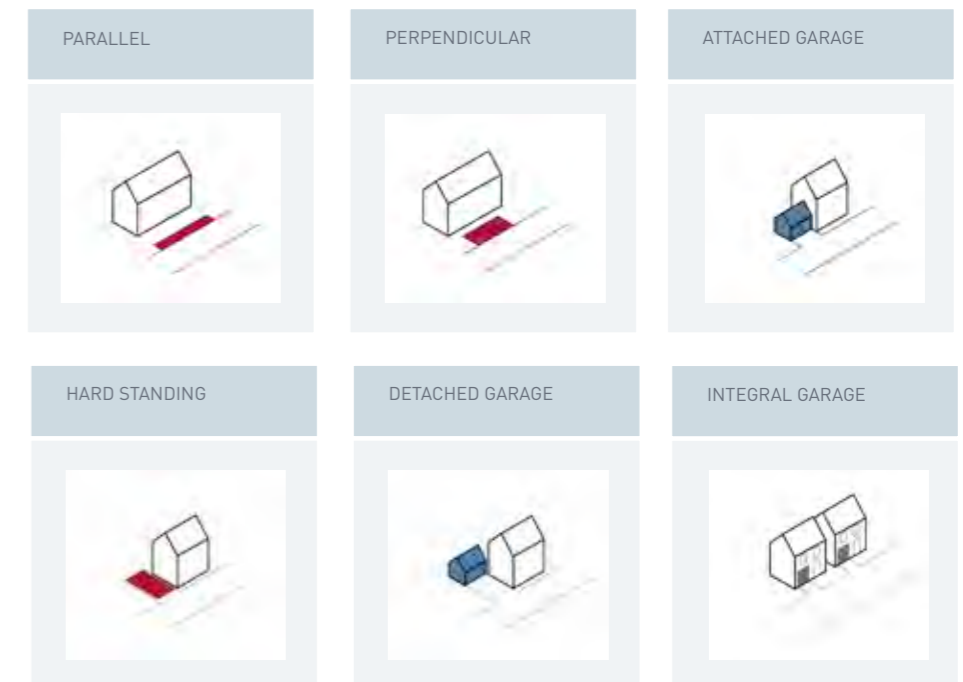 PARALLEL
PERPENDICULAR
ATTACHED GARAGE
HARD STANDING
DETACHED GARAGE
INTEGRAL GARAGE